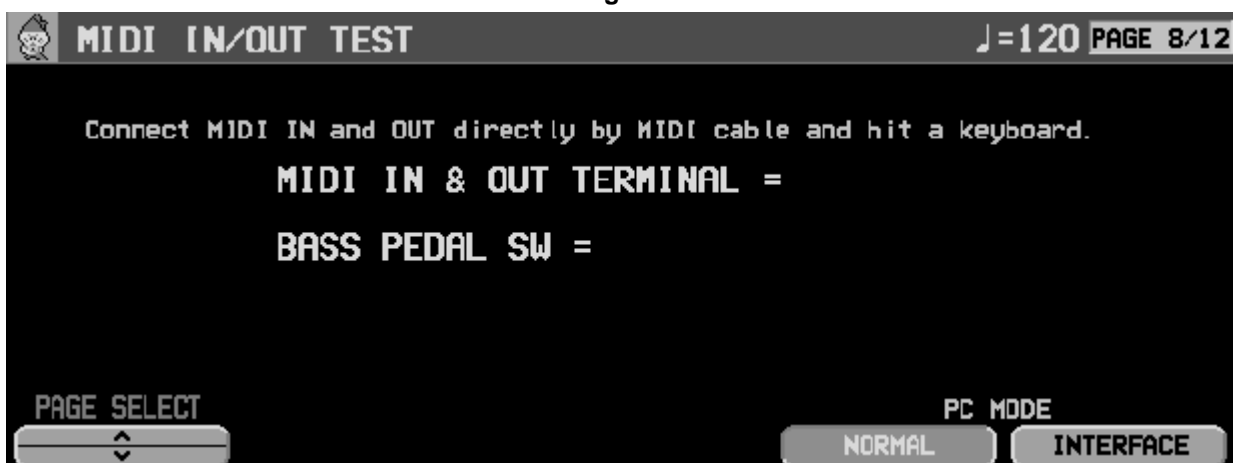 MIDI IN/OUT TEST ♩=120 PAGE 8/12
Connect MIDI IN and OUT directly by MIDI cable and hit a keyboard.
MIDI IN & OUT TERMINAL =
BASS PEDAL SW =
PAGE SELECT PC MODE
NORMAL INTERFACE